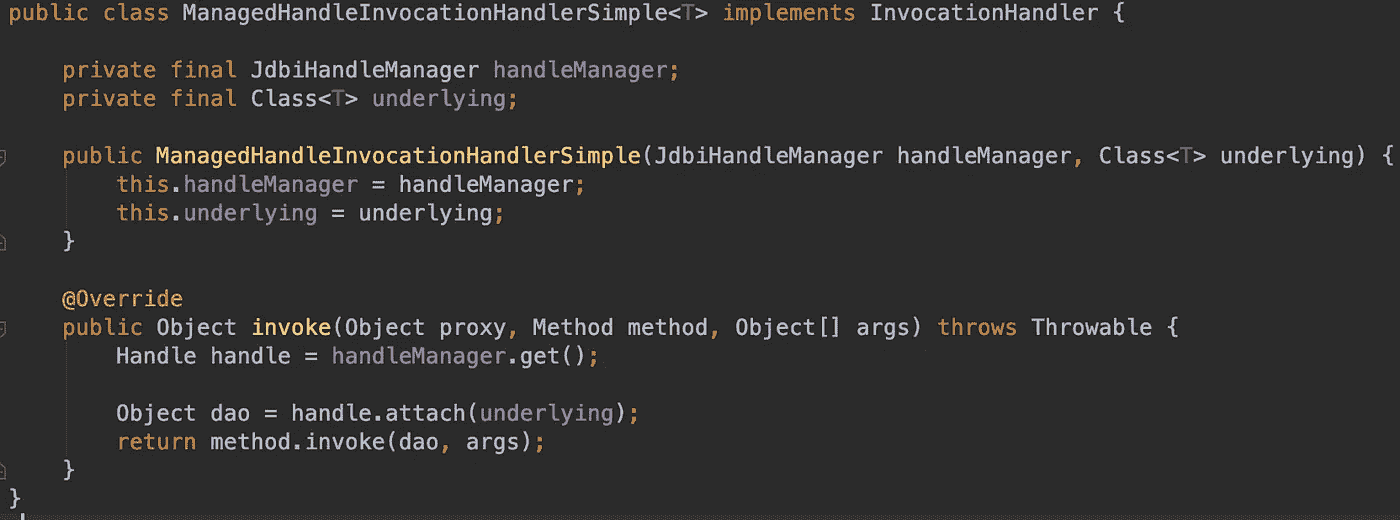 public class ManagedHandleInvocationHandlerSimple<T> implements InvocationHandler {
private final JdbiHandleManager handleManager;
private final Class<T> underlying;
public ManagedHandleInvocationHandlerSimple(JdbiHandleManager handleManager, Class<T> underlying) {
this.handleManager = handleManager;
this.underlying = underlying;
}
@Override
public Object invoke(Object proxy, Method method, Object[] args) throws Throwable {
Handle handle = handleManager.get();
Object dao = handle.attach(underlying);
return method.invoke(dao, args);
}
}